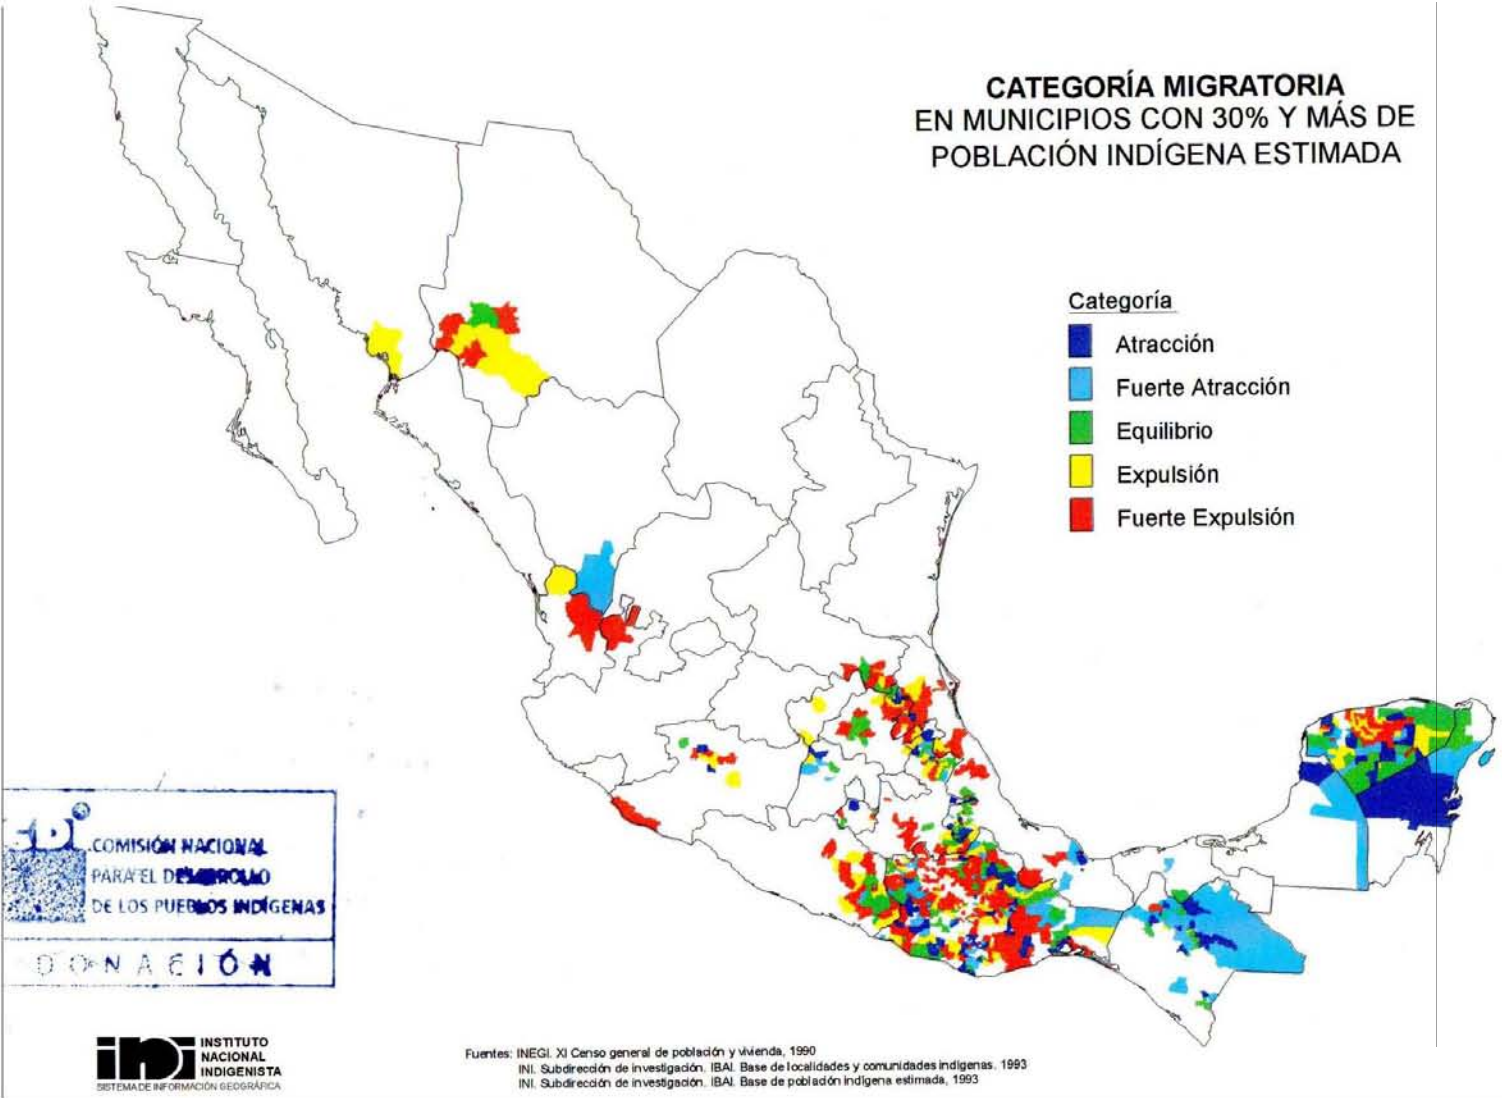 CATEGORÍA MIGRATORIA
EN MUNICIPIOS CON 30% Y MÁS DE
POBLACIÓN INDÍGENA ESTIMADA
Categoría
Atracción
Fuerte Atracción
Equilibrio
Expulsión
Fuerte Expulsión
COMISIÓN NACIONAL
PARA EL DESARROLLO
DE LOS PUEBLOS INDÍGENAS
DONACIÓN
ini
INSTITUTO
NACIONAL
INDIGENISTA
SISTEMA DE INFORMACIÓN GEOGRÁFICA
Fuentes: INEGI. XI Censo general de población y vivienda, 1990
INI. Subdirección de investigación. IBAI. Base de localidades y comunidades indígenas. 1993
INI. Subdirección de investigación. IBAI. Base de población indígena estimada, 1993